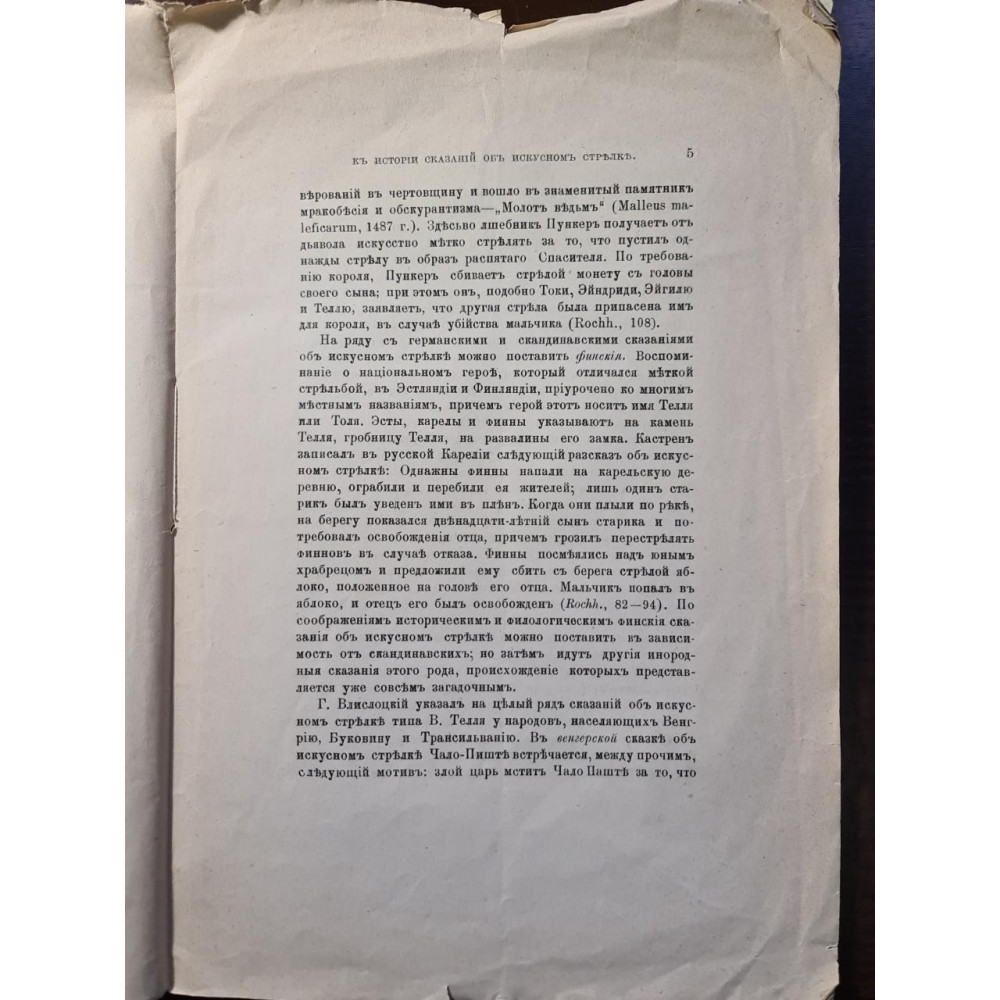 КЪ ИСТОРІИ СКАЗАНІЙ ОБЪ ИСКУСНОМЪ СТРѢЛКѢ. 5
вѣрованій въ чертовщину и вошло въ знаменитый памятникъ
мракобѣсія и обскурантизма—„Молотъ вѣдьмъ“ (Malleus ma-
leficarum, 1487 г.). Здѣсьво лшебникъ Пункеръ получаетъ отъ
дьявола искусство мѣтко стрѣлять за то, что пустилъ од-
нажды стрѣлу въ образъ распятаго Спасителя. По требова-
нію короля, Пункеръ сбиваетъ стрѣлой монету съ головы
своего сына; при этомъ онъ, подобно Токи, Эйндриди, Эйгилю
и Теллю, заявляетъ, что другая стрѣла была припасена имъ
для короля, въ случаѣ убійства мальчика (Rochh., 108).
На ряду съ германскими и скандинавскими сказаніями
объ искусномъ стрѣлкѣ можно поставить финскія. Воспоми-
наніе о національномъ героѣ, который отличался мѣткой
стрѣльбой, въ Эстляндіи и Финляндіи, пріурочено ко многимъ
мѣстнымъ названіямъ, причемъ герой этотъ носитъ имя Телля
или Толя. Эсты, карелы и финны указываютъ на камень
Телля, гробницу Телля, на развалины его замка. Кастренъ
записалъ въ русской Кареліи слѣдующій разсказъ объ искус-
номъ стрѣлкѣ: Однажды финны напали на карельскую де-
ревню, ограбили и перебили ея жителей; лишь одинъ ста-
рикъ былъ уведенъ ими въ плѣнъ. Когда они плыли по рѣкѣ,
на берегу показался двѣнадцати-лѣтній сынъ старика и по-
требовалъ освобожденія отца, причемъ грозилъ перестрѣлять
финновъ въ случаѣ отказа. Финны посмѣялись надъ юнымъ
храбрецомъ и предложили ему сбить съ берега стрѣлой яб-
локо, положенное на головѣ его отца. Мальчикъ попалъ въ
яблоко, и отецъ его былъ освобожденъ (Rochh., 82—94). По
соображеніямъ историческимъ и филологическимъ финскія ска-
занія объ искусномъ стрѣлкѣ можно поставить въ зависи-
мость отъ скандинавскихъ; но затѣмъ идутъ другія инород-
ныя сказанія этого рода, происхожденіе которыхъ представ-
ляется уже совсѣмъ загадочнымъ.
Г. Влислоцкій указалъ на цѣлый рядъ сказаній объ искус-
номъ стрѣлкѣ типа В. Телля у народовъ, населяющихъ Венг-
рію, Буковину и Трансильванію. Въ венгерской сказкѣ объ
искусномъ стрѣлкѣ Чало-Пиштѣ встрѣчается, между прочимъ,
слѣдующій мотивъ: злой царь мститъ Чало Паштѣ за то, что